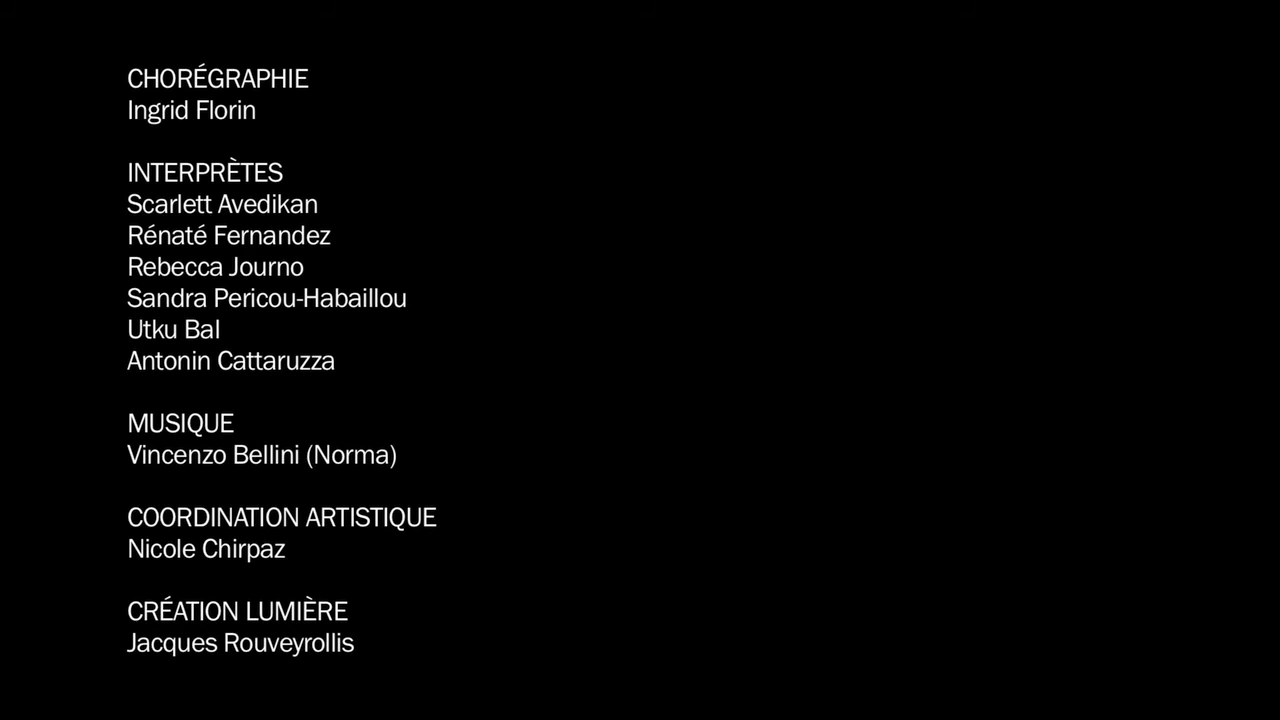 CHORÉGRAPHIE
Ingrid Florin
INTERPRÈTES
Scarlett Avedikan
Rénaté Fernandez
Rebecca Journo
Sandra Pericou-Habaillou
Utku Bal
Antonin Cattaruzza
MUSIQUE
Vincenzo Bellini (Norma)
COORDINATION ARTISTIQUE
Nicole Chirpaz
CRÉATION LUMIÈRE
Jacques Rouveyrollis